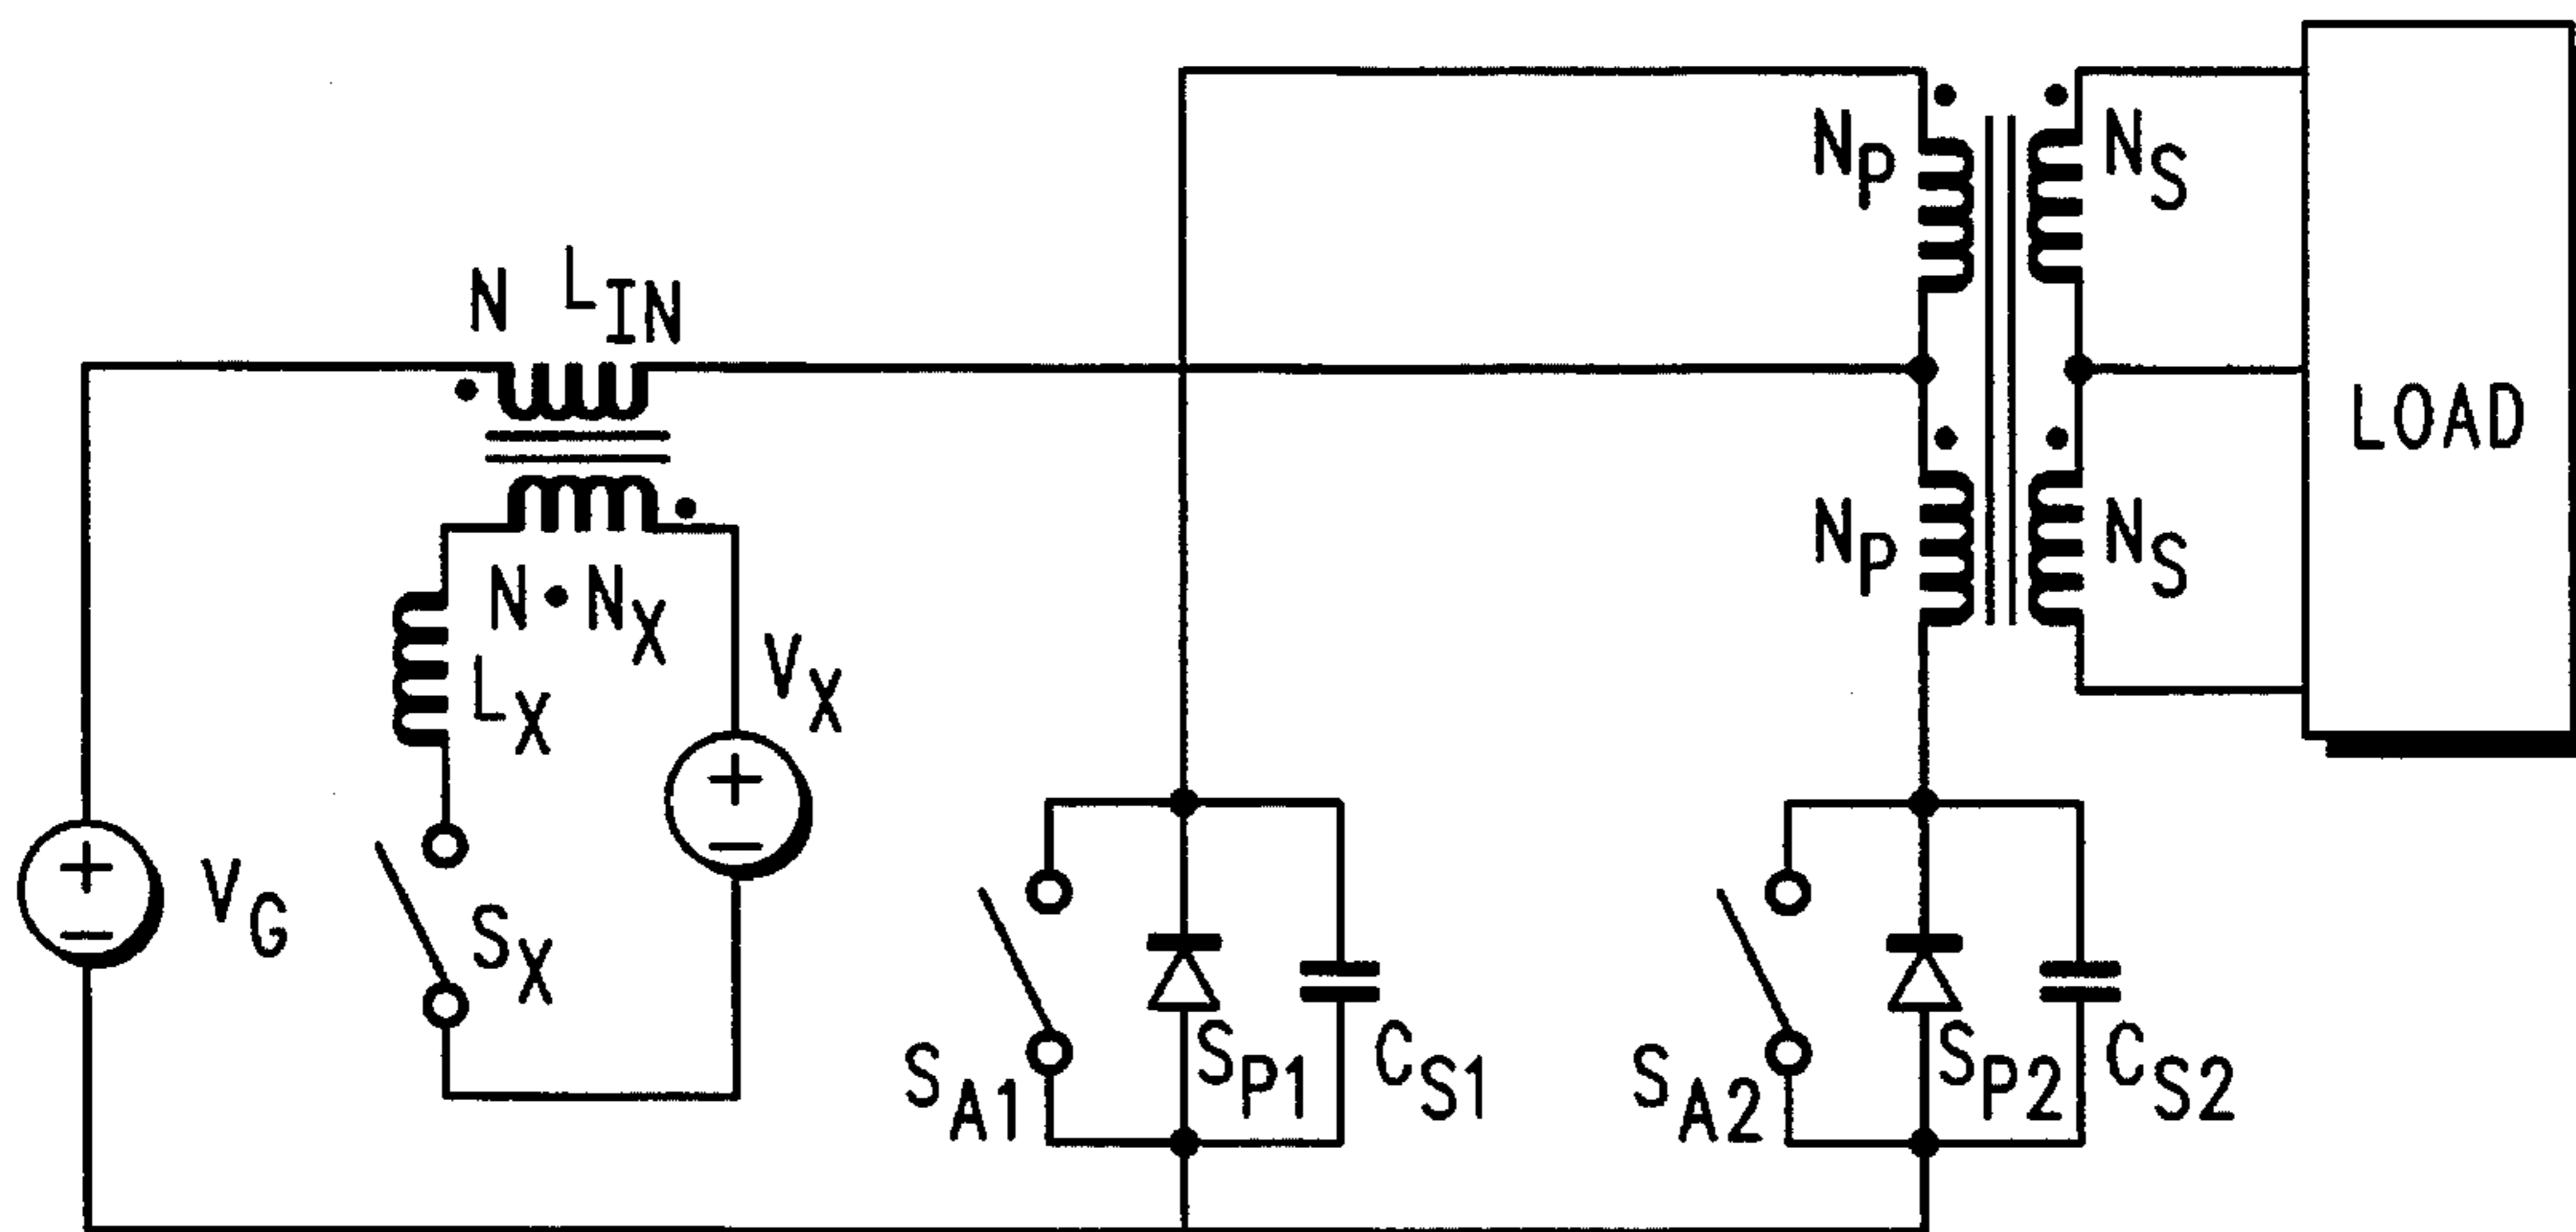 N L_IN
N • N_X
L_X
V_X
S_X
+
−
V_G
+
−
S_A1
S_P1
C_S1
S_A2
S_P2
C_S2
N_P
N_S
N_P
N_S
LOAD